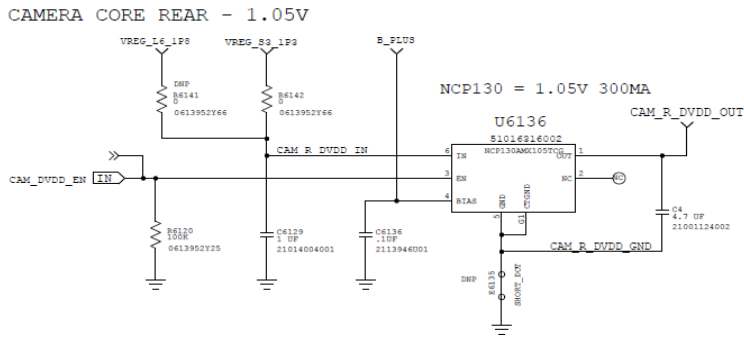 CAMERA CORE REAR - 1.05V
VREG_L6_1P8
VREG_S3_1P3
B_PLUS
DNP
R6141
0
0613952Y66
R6142
0
0613952Y66
NCP130 = 1.05V 300MA
CAM_R_DVDD_OUT
U6136
51016816002
NCP130AMX105TCG
CAM_R_DVDD_IN
6
IN
OUT
1
CAM_DVDD_EN
IN
3
EN
NC
2
NC
4
BIAS
GND
CTGND
5
G1
R6120
100K
0613952Y25
C6129
1 UF
21014004001
C6136
.1UF
2113946U01
C4
4.7 UF
21001124002
CAM_R_DVDD_GND
DNP
E6135
SHORT_DOT